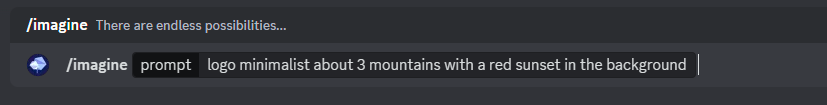 /imagine There are endless possibilities...
/imagine prompt logo minimalist about 3 mountains with a red sunset in the background